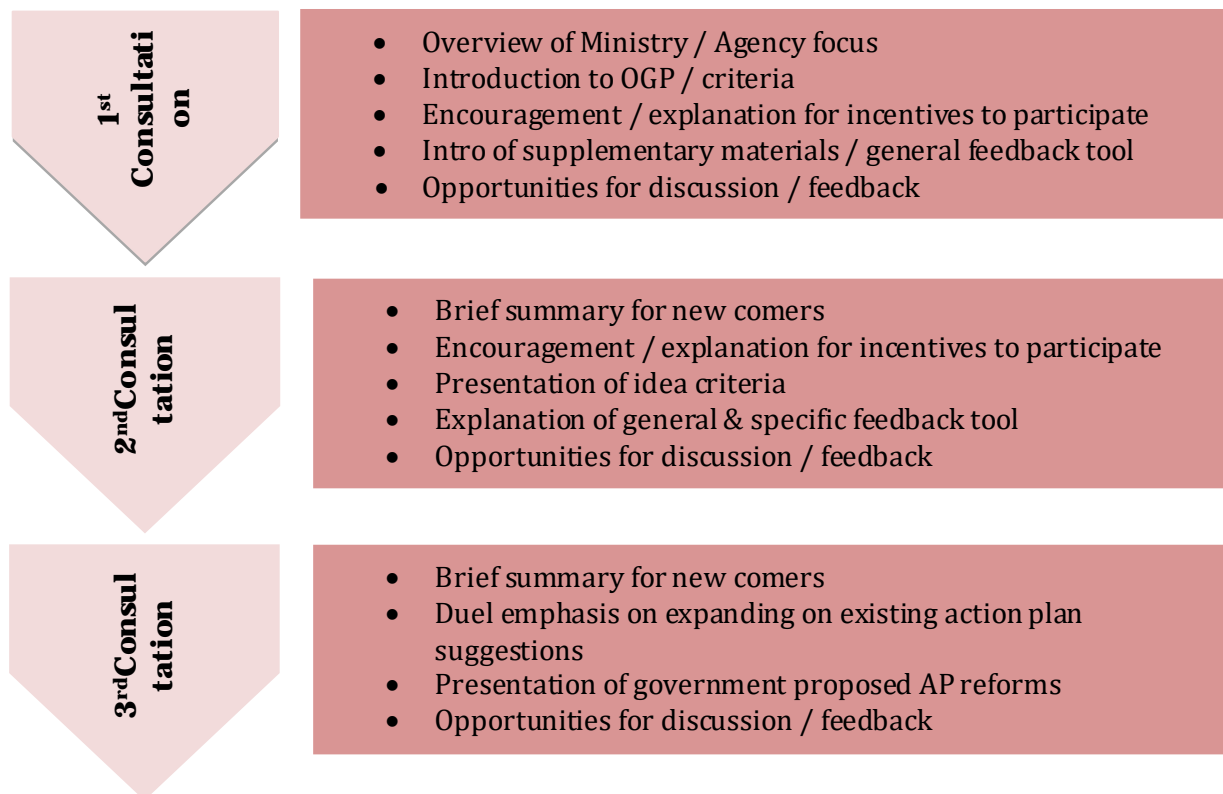 1st
Consultati
on
• Overview of Ministry / Agency focus
• Introduction to OGP / criteria
• Encouragement / explanation for incentives to participate
• Intro of supplementary materials / general feedback tool
• Opportunities for discussion / feedback
2ndConsul
tation
• Brief summary for new comers
• Encouragement / explanation for incentives to participate
• Presentation of idea criteria
• Explanation of general & specific feedback tool
• Opportunities for discussion / feedback
3rdConsul
tation
• Brief summary for new comers
• Duel emphasis on expanding on existing action plan
suggestions
• Presentation of government proposed AP reforms
• Opportunities for discussion / feedback